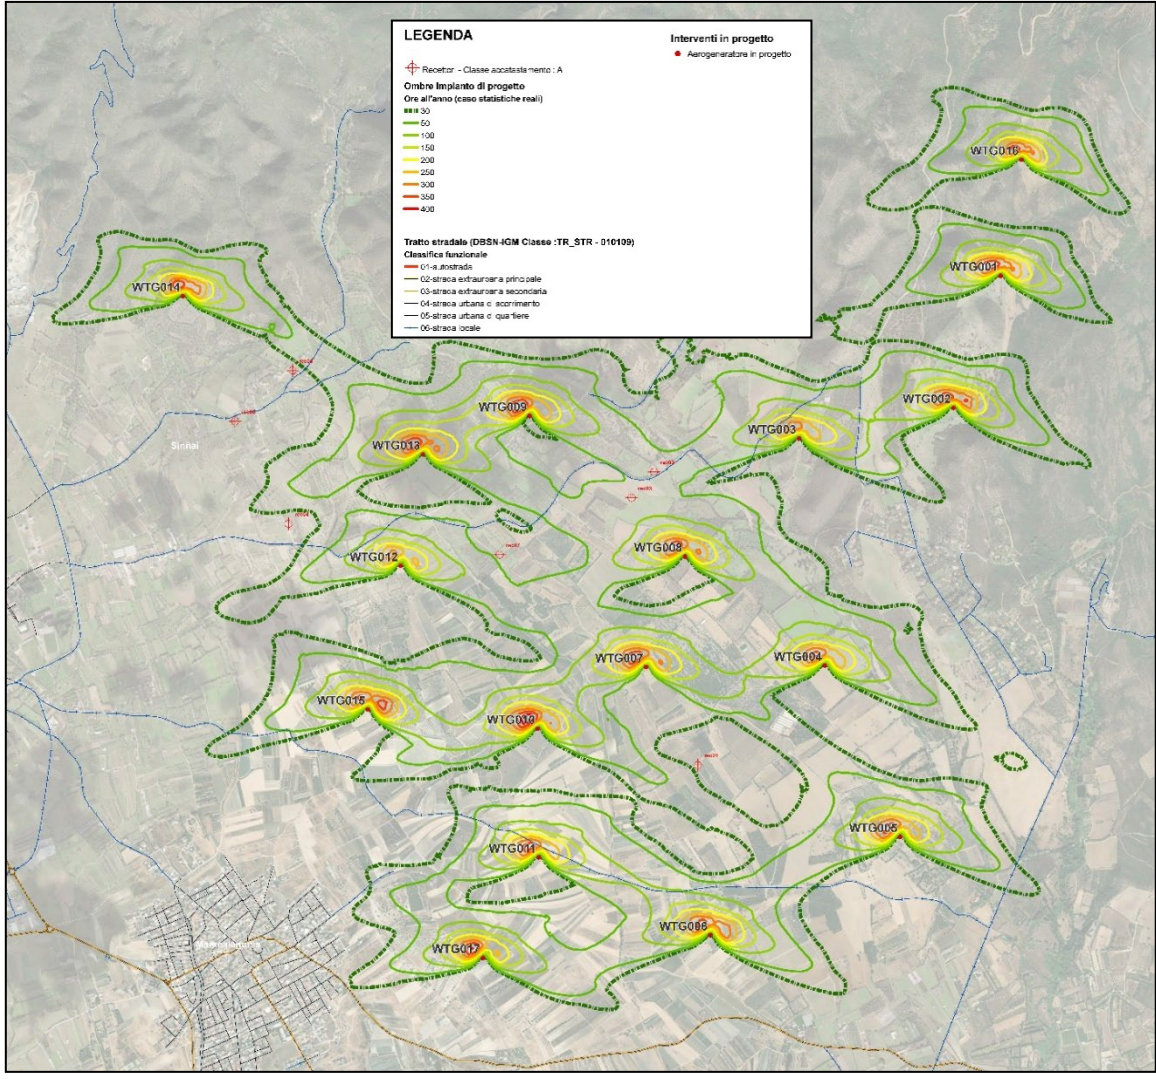 LEGENDA
Interventi in progetto
Aerogeneratore in progetto
Recettori - Classe accatastamento : A
Ombre Impianto di progetto
Ore all'anno (caso statistiche reali)
30
50
100
150
200
250
300
350
400
Tratto stradale (DBSN-IGM Classe :TR_STR - 010109)
Classifica funzionale
01-autostrada
02-strada extraurbana principale
03-strada extraurbana secondaria
04-strada urbana di scorrimento
05-strada urbana di quartiere
06-strada locale
WTG016
WTG001
WTG014
WTG002
WTG009
WTG003
WTG013
Sinnai
WTG008
WTG012
WTG007
WTG004
WTG015
WTG010
WTG005
WTG011
WTG006
WTG017